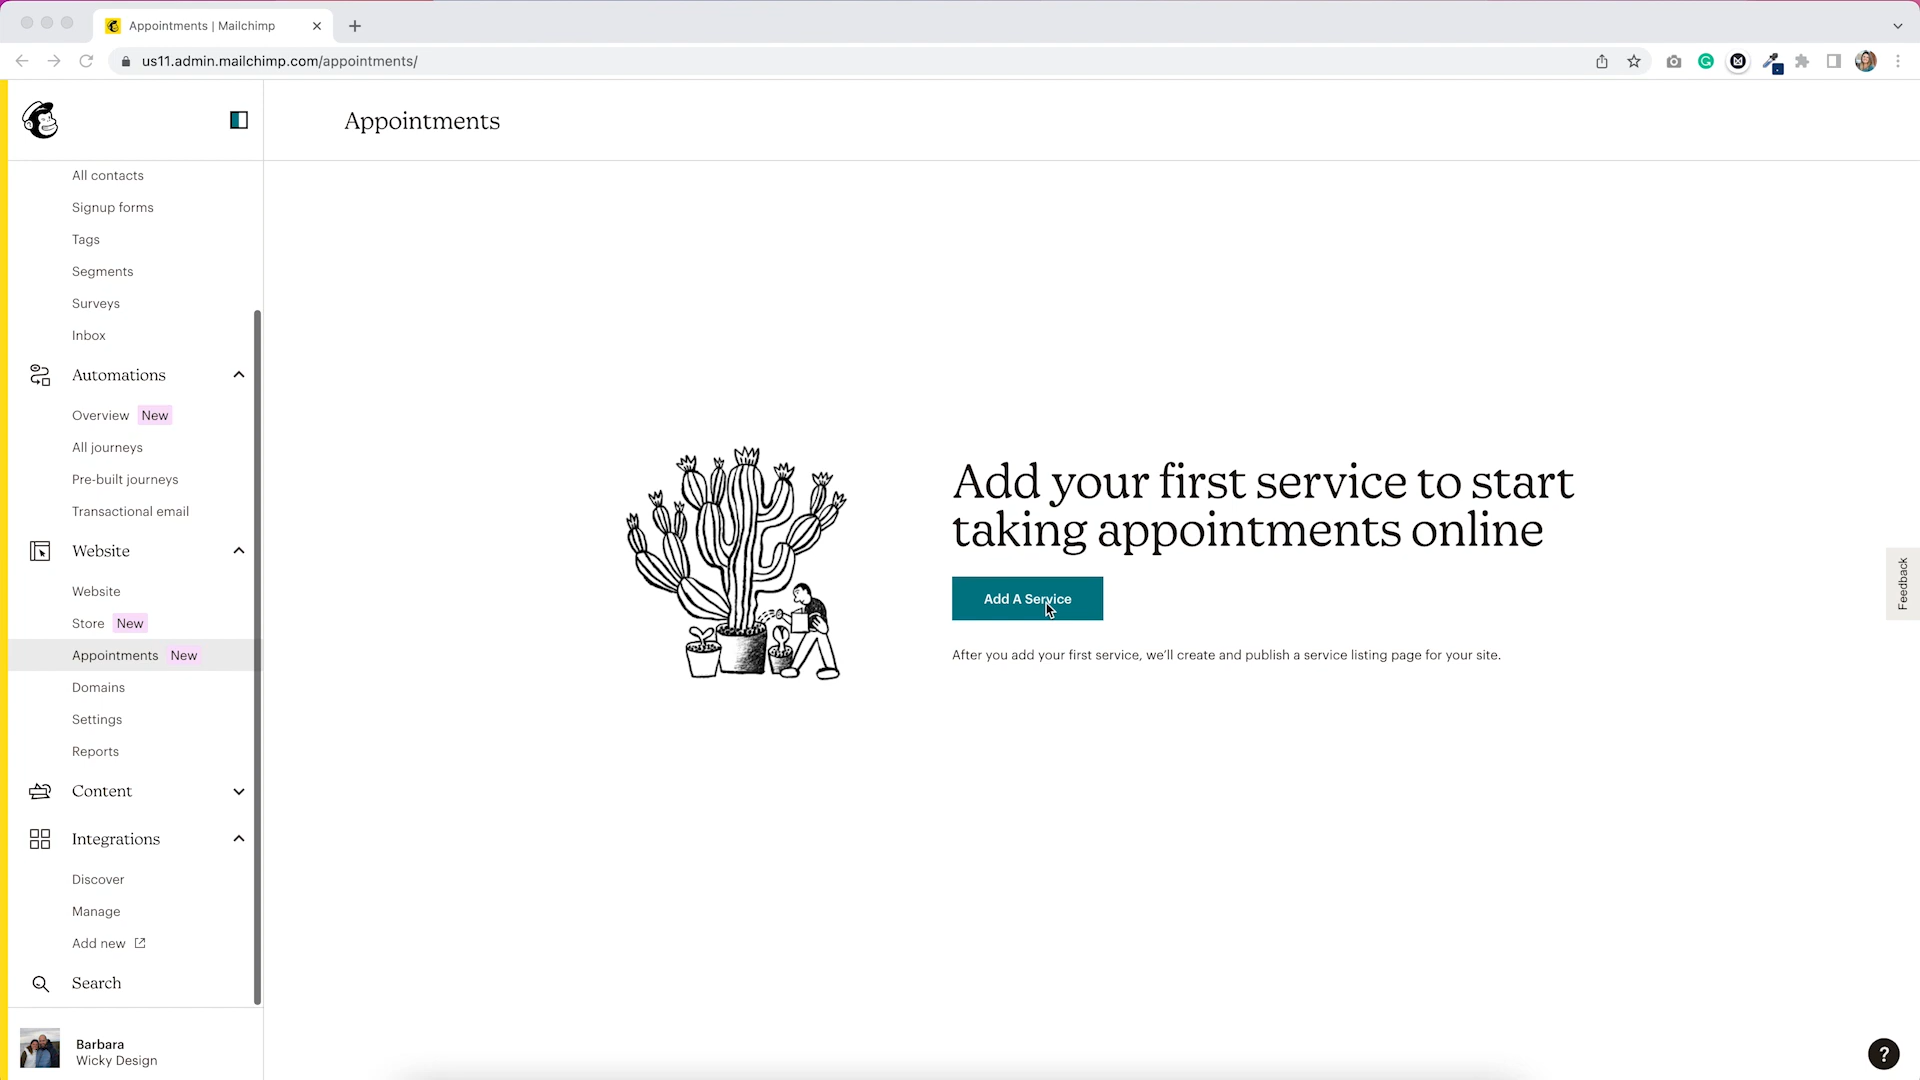 Appointments | Mailchimp
us11.admin.mailchimp.com/appointments/
Appointments
All contacts
Signup forms
Tags
Segments
Surveys
Inbox
Automations
Overview New
All journeys
Pre-built journeys
Transactional email
Website
Website
Store New
Appointments New
Domains
Settings
Reports
Content
Integrations
Discover
Manage
Add new
Search
Barbara
Wicky Design
Add your first service to start
taking appointments online
Add A Service
After you add your first service, we’ll create and publish a service listing page for your site.
Feedback
?